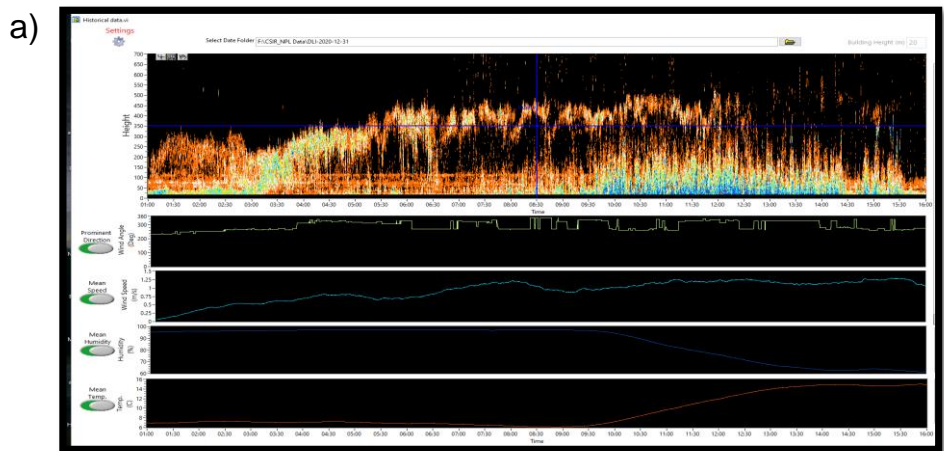 a)
Historical data.vi
Settings
Select Date Folder F:\CSIR_NPL Data\DLI-2020-12-31
Building Height (m) 20
Height
700
650
600
550
500
450
400
350
300
250
200
150
100
50
0
01:00 01:30 02:00 02:30 03:00 03:30 04:00 04:30 05:00 05:30 06:00 06:30 07:00 07:30 08:00 08:30 09:00 09:30 10:00 10:30 11:00 11:30 12:00 12:30 13:00 13:30 14:00 14:30 15:00 15:30 16:00
Time
Prominent
Direction
Wind Angle
(Deg)
360
300
200
100
0
Mean
Speed
Wind Speed
(m/s)
1.5
1.25
1
0.75
0.5
0.25
0
Mean
Humidity
Humidity
(%)
100
90
80
70
60
Mean
Temp.
Temp.
(C)
16
14
12
10
8
6
01:00 01:30 02:00 02:30 03:00 03:30 04:00 04:30 05:00 05:30 06:00 06:30 07:00 07:30 08:00 08:30 09:00 09:30 10:00 10:30 11:00 11:30 12:00 12:30 13:00 13:30 14:00 14:30 15:00 15:30 16:00
Time